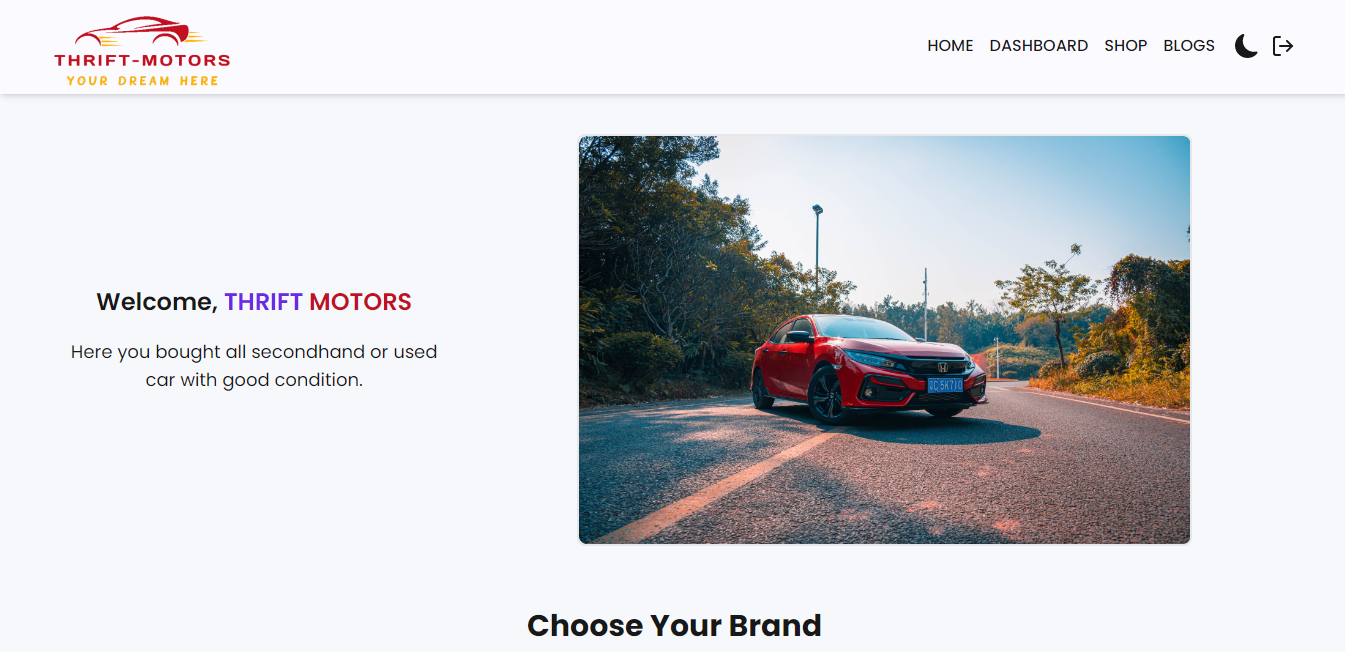 THRIFT-MOTORS
YOUR DREAM HERE
HOME DASHBOARD SHOP BLOGS
Welcome, THRIFT MOTORS
Here you bought all secondhand or used
car with good condition.
Choose Your Brand